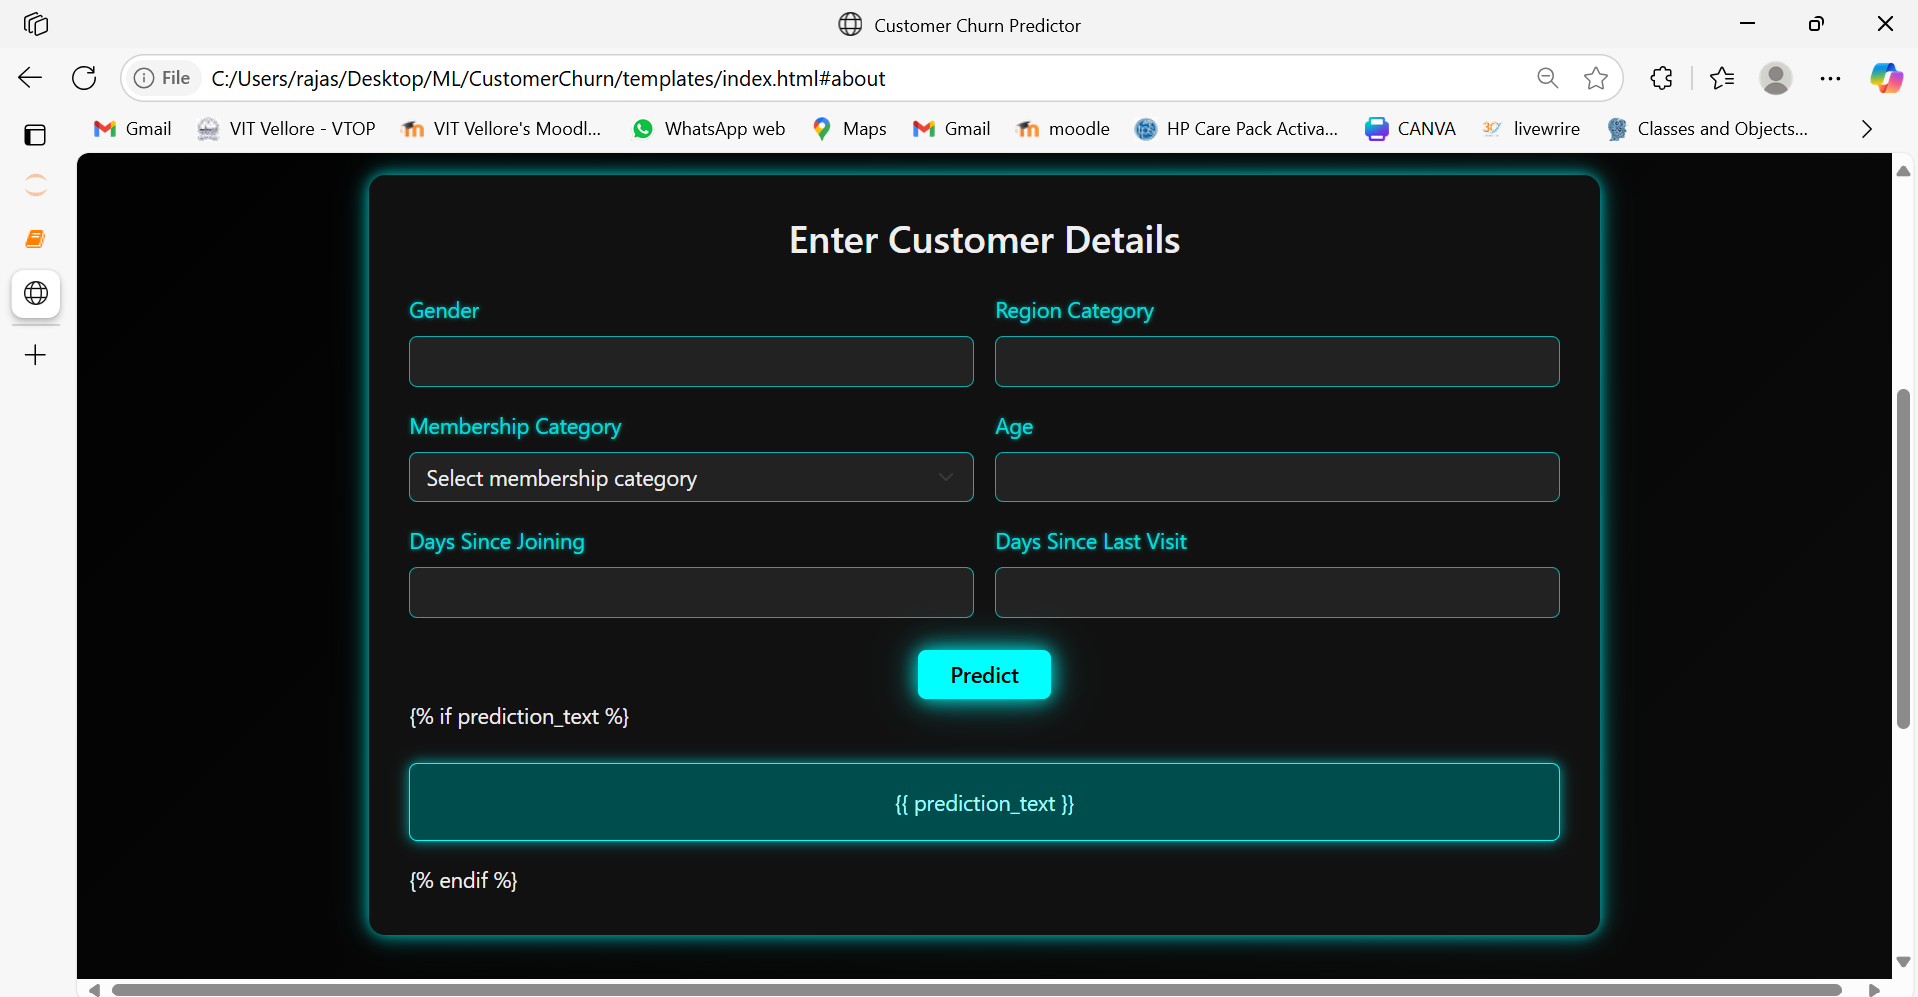 Customer Churn Predictor
File C:/Users/rajas/Desktop/ML/CustomerChurn/templates/index.html#about
Gmail VIT Vellore - VTOP VIT Vellore's Moodl... WhatsApp web Maps Gmail moodle HP Care Pack Activa... CANVA livewrire Classes and Objects...
Enter Customer Details
Gender Region Category
Membership Category Age
Select membership category
Days Since Joining Days Since Last Visit
Predict
{% if prediction_text %}
{{ prediction_text }}
{% endif %}